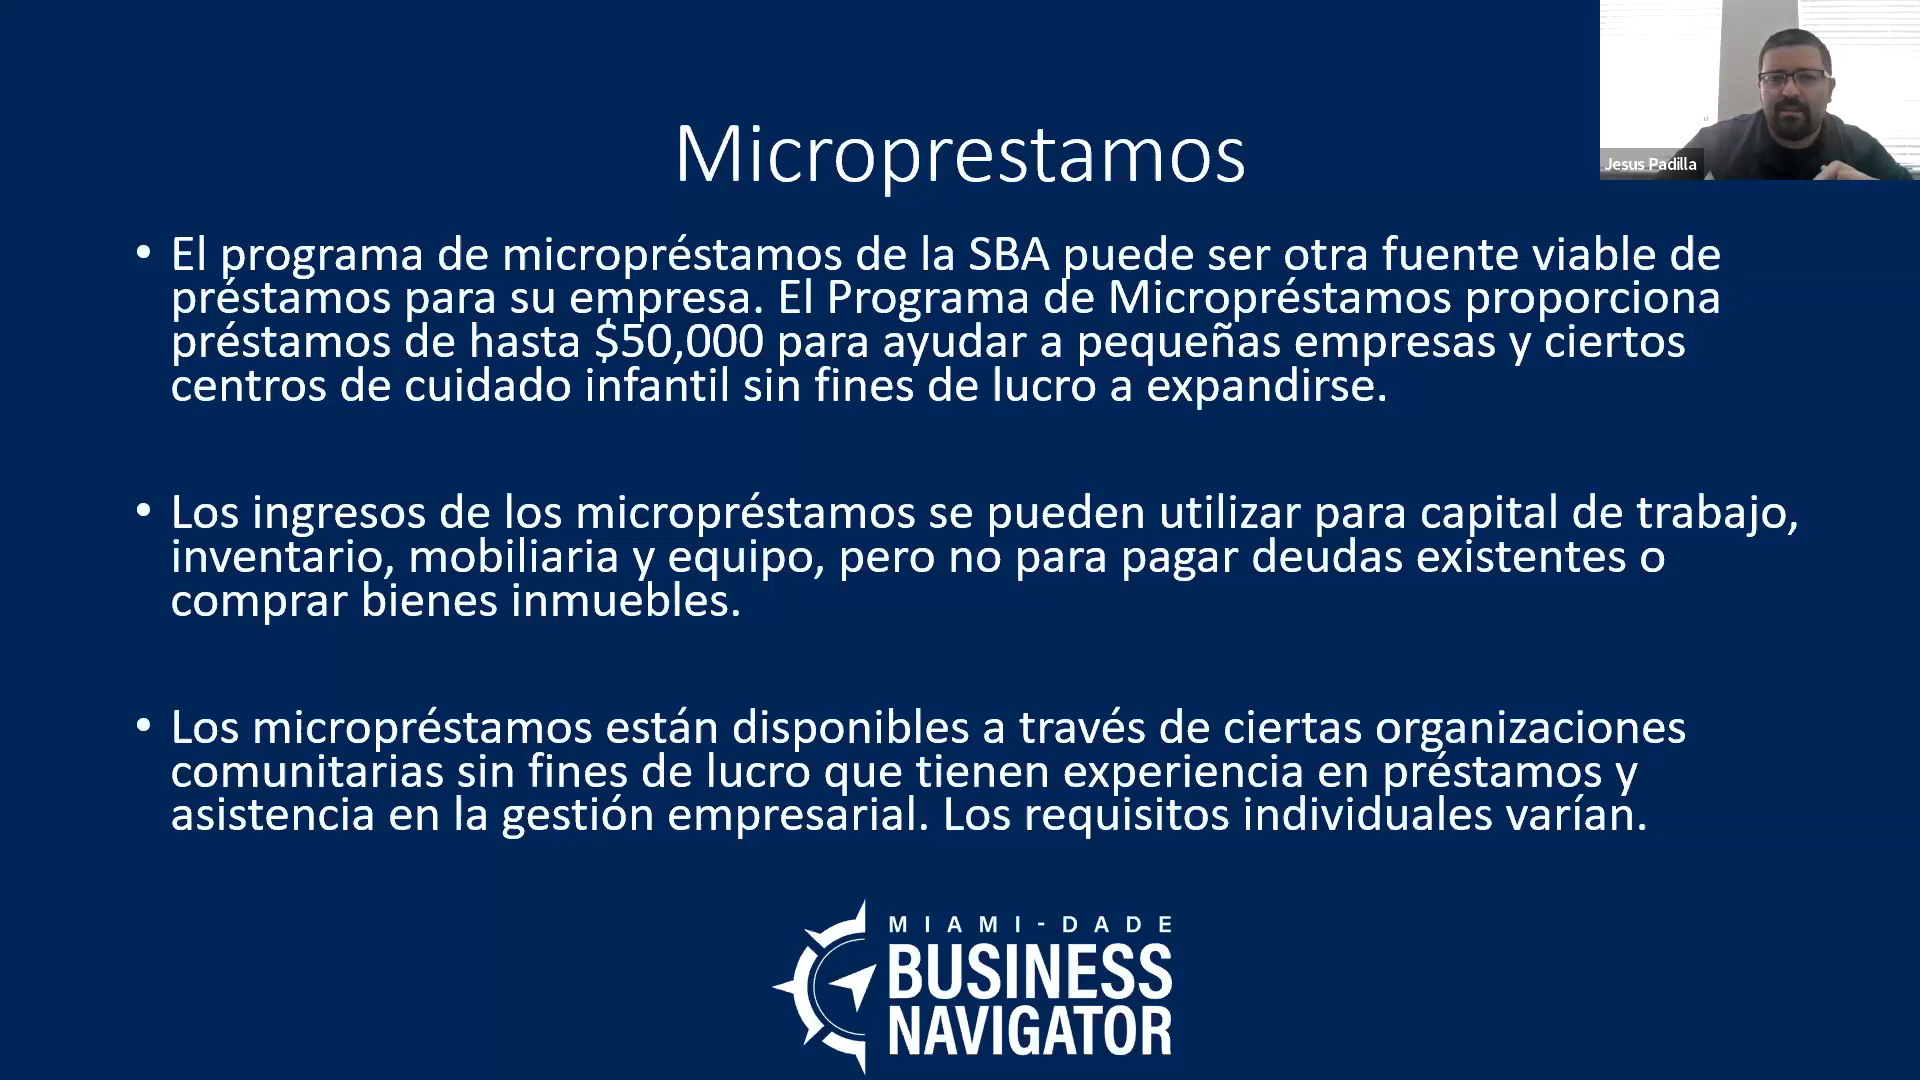 Microprestamos
Jesus Padilla
• El programa de micropréstamos de la SBA puede ser otra fuente viable de
préstamos para su empresa. El Programa de Micropréstamos proporciona
préstamos de hasta $50,000 para ayudar a pequeñas empresas y ciertos
centros de cuidado infantil sin fines de lucro a expandirse.
• Los ingresos de los micropréstamos se pueden utilizar para capital de trabajo,
inventario, mobiliaria y equipo, pero no para pagar deudas existentes o
comprar bienes inmuebles.
• Los micropréstamos están disponibles a través de ciertas organizaciones
comunitarias sin fines de lucro que tienen experiencia en préstamos y
asistencia en la gestión empresarial. Los requisitos individuales varían.
MIAMI-DADE
BUSINESS
NAVIGATOR